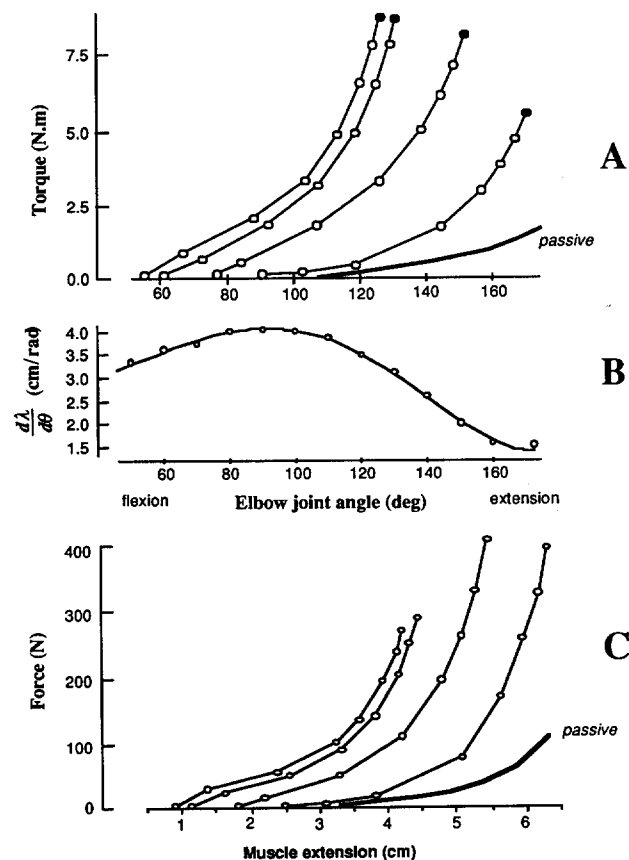 Torque (N.m)
7.5
5.0
2.5
0.0
A
passive
60 80 100 120 140 160
dλ/dθ (cm/rad)
4.0
3.5
3.0
2.5
2.0
1.5
B
60 80 100 120 140 160
flexion Elbow joint angle (deg) extension
Force (N)
400
300
200
100
0
C
passive
1 2 3 4 5 6
Muscle extension (cm)